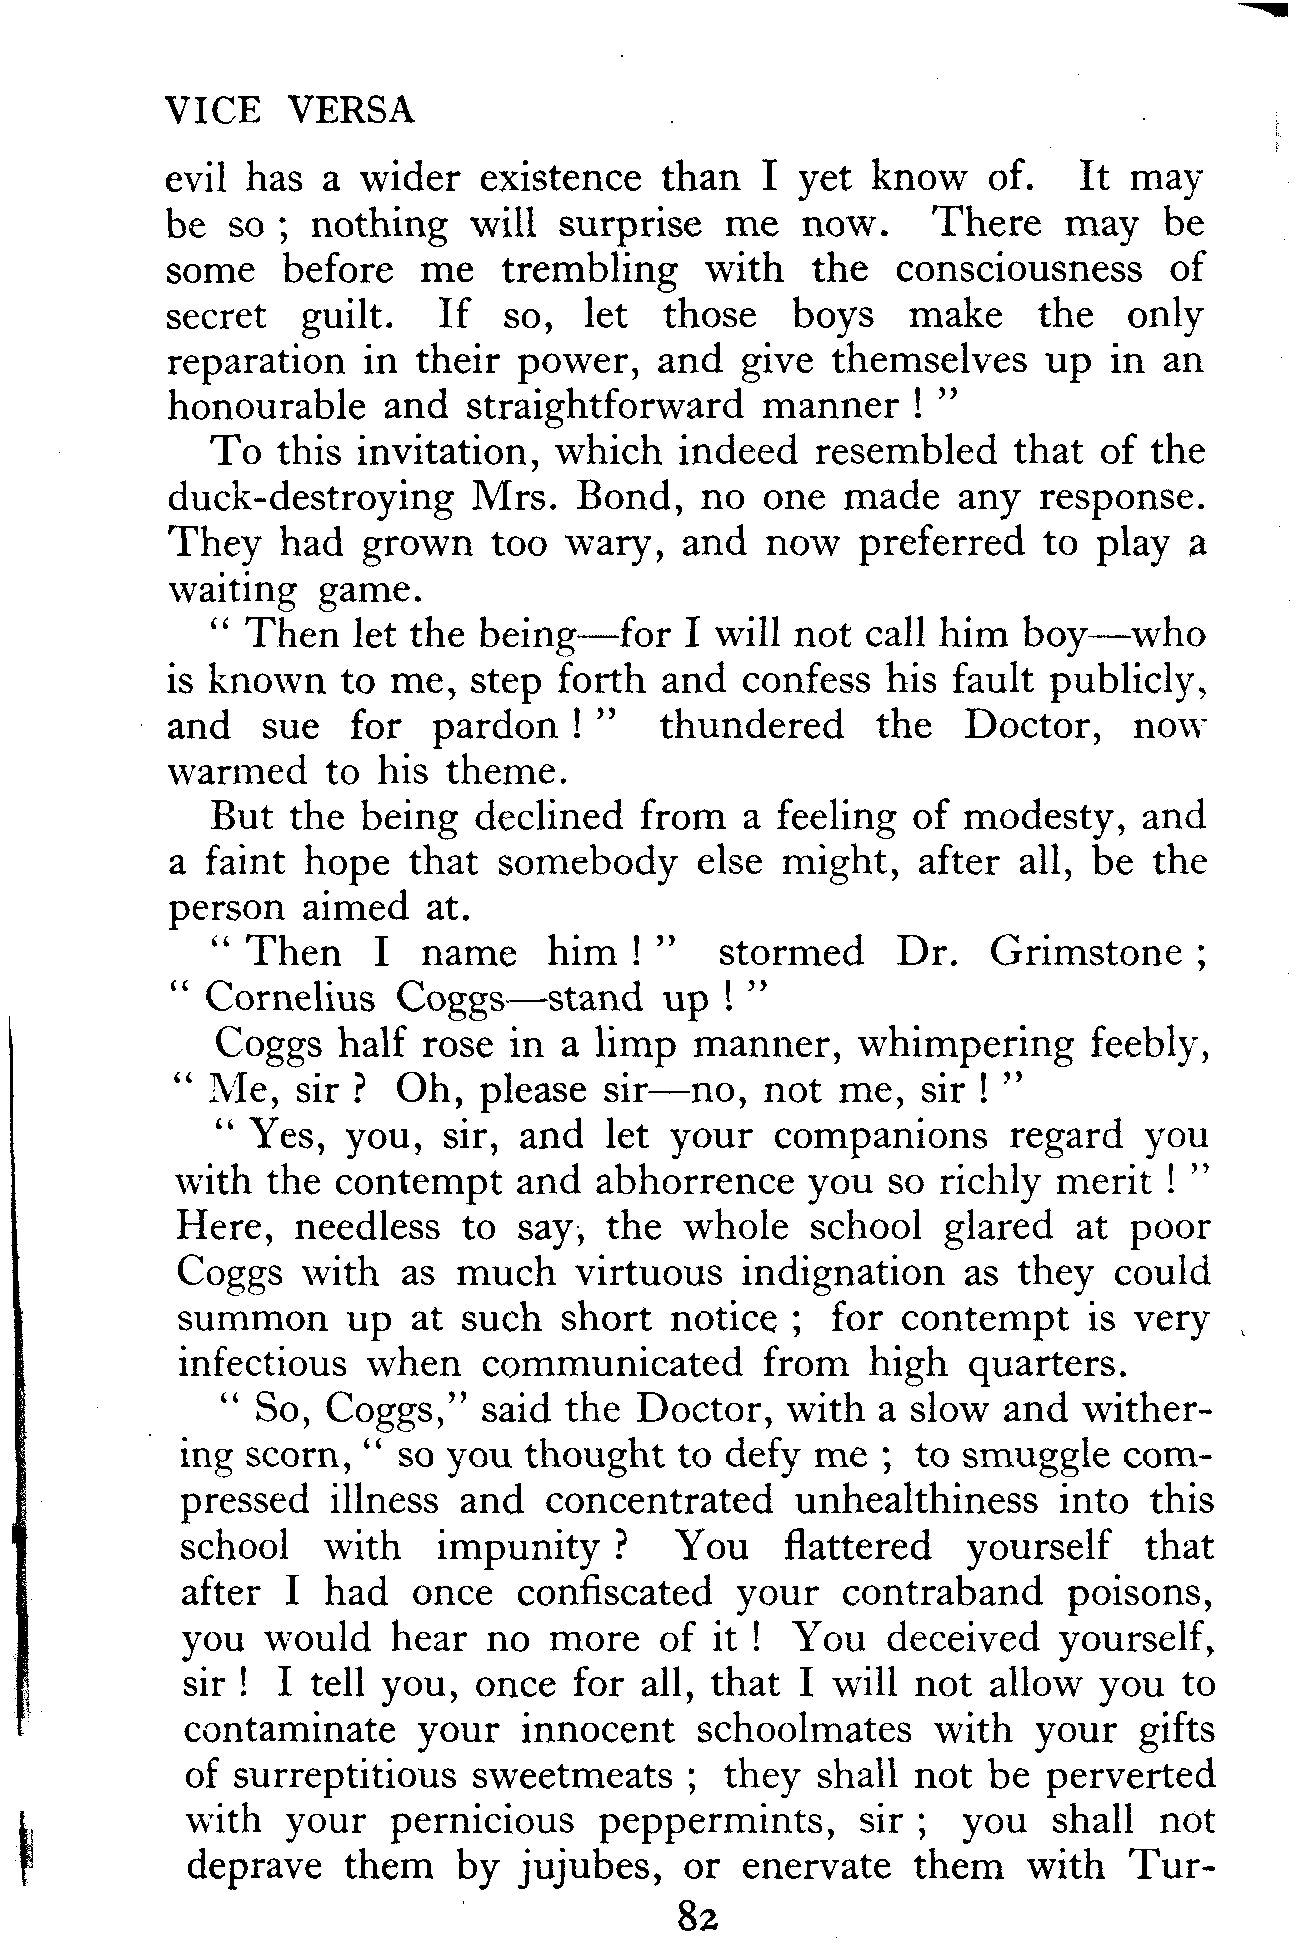 VICE VERSA
evil has a wider existence than I yet know of. It may
be so ; nothing will surprise me now. There may be
some before me trembling with the consciousness of
secret guilt. If so, let those boys make the only
reparation in their power, and give themselves up in an
honourable and straightforward manner ! ”
To this invitation, which indeed resembled that of the
duck-destroying Mrs. Bond, no one made any response.
They had grown too wary, and now preferred to play a
waiting game.
“ Then let the being—for I will not call him boy—who
is known to me, step forth and confess his fault publicly,
and sue for pardon ! ” thundered the Doctor, now
warmed to his theme.
But the being declined from a feeling of modesty, and
a faint hope that somebody else might, after all, be the
person aimed at.
“ Then I name him ! ” stormed Dr. Grimstone ;
“ Cornelius Coggs—stand up ! ”
Coggs half rose in a limp manner, whimpering feebly,
“ Me, sir ? Oh, please sir—no, not me, sir ! ”
“ Yes, you, sir, and let your companions regard you
with the contempt and abhorrence you so richly merit ! ”
Here, needless to say, the whole school glared at poor
Coggs with as much virtuous indignation as they could
summon up at such short notice ; for contempt is very
infectious when communicated from high quarters.
“ So, Coggs,” said the Doctor, with a slow and wither-
ing scorn, “ so you thought to defy me ; to smuggle com-
pressed illness and concentrated unhealthiness into this
school with impunity ? You flattered yourself that
after I had once confiscated your contraband poisons,
you would hear no more of it ! You deceived yourself,
sir ! I tell you, once for all, that I will not allow you to
contaminate your innocent schoolmates with your gifts
of surreptitious sweetmeats ; they shall not be perverted
with your pernicious peppermints, sir ; you shall not
deprave them by jujubes, or enervate them with Tur-
82